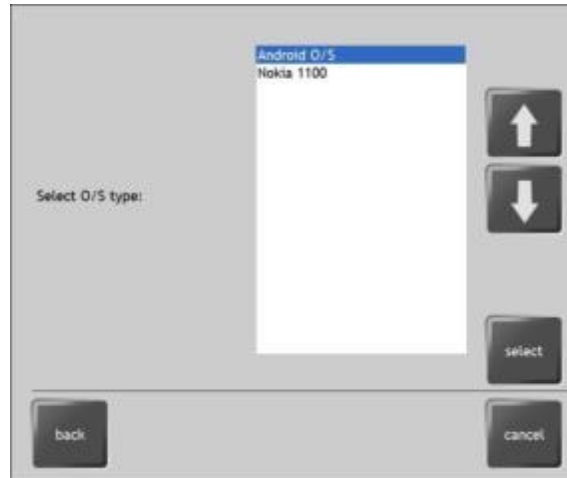 Android O/S
Nokia 1100
Select O/S type:
select
back
cancel